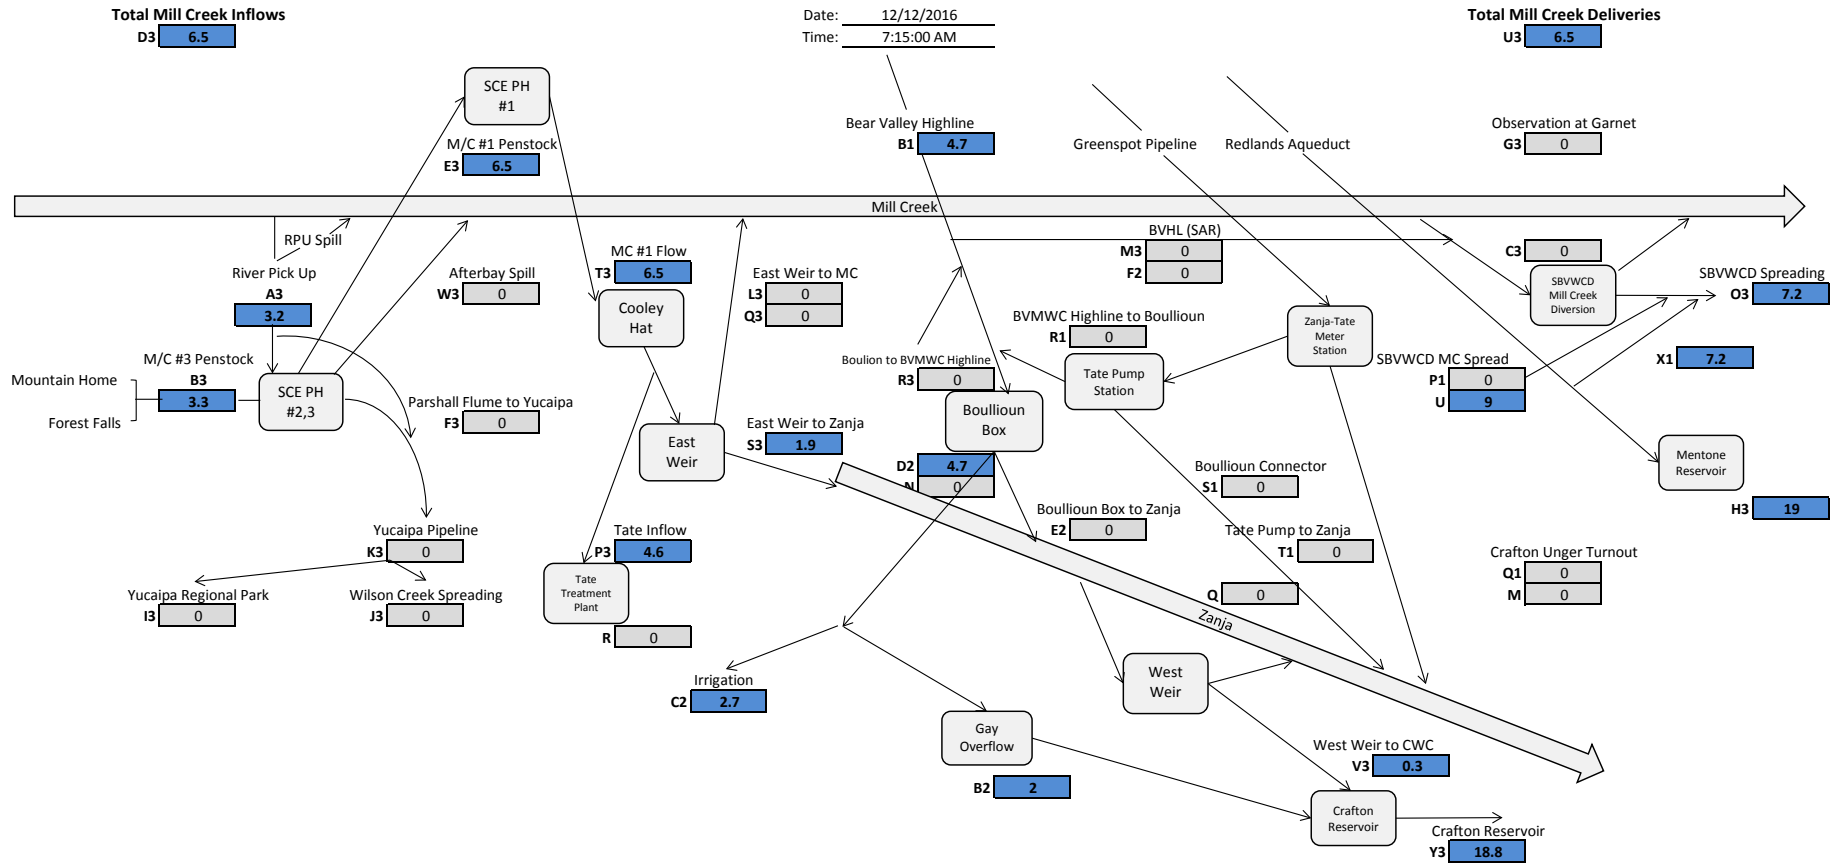 Total Mill Creek Inflows
D3 6.5
Date: 12/12/2016
Time: 7:15:00 AM
Total Mill Creek Deliveries
U3 6.5
SCE PH
#1
M/C #1 Penstock
E3 6.5
Bear Valley Highline
B1 4.7
Greenspot Pipeline
Redlands Aqueduct
Observation at Garnet
G3 0
Mill Creek
RPU Spill
River Pick Up
A3
3.2
Afterbay Spill
W3 0
MC #1 Flow
T3 6.5
Cooley
Hat
East Weir to MC
L3 0
Q3 0
BVHL (SAR)
M3 0
F2 0
C3 0
SBVWCD
Mill Creek
Diversion
SBVWCD Spreading
O3 7.2
BVMWC Highline to Boullioun
R1 0
Zanja-Tate
Meter
Station
M/C #3 Penstock
B3
3.3
Mountain Home
Forest Falls
SCE PH
#2,3
Parshall Flume to Yucaipa
F3 0
Boulion to BVMWC Highline
R3 0
Tate Pump
Station
SBVWCD MC Spread
P1 0
U 9
X1 7.2
Boullioun
Box
East
Weir
East Weir to Zanja
S3 1.9
D2 4.7
N 0
Boullioun Connector
S1 0
Mentone
Reservoir
H3 19
Boullioun Box to Zanja
E2 0
Tate Pump to Zanja
T1 0
Yucaipa Pipeline
K3 0
Tate Inflow
P3 4.6
Tate
Treatment
Plant
R 0
Crafton Unger Turnout
Q1 0
M 0
Yucaipa Regional Park
I3 0
Wilson Creek Spreading
J3 0
Q 0
Zanja
Irrigation
C2 2.7
West
Weir
Gay
Overflow
B2 2
West Weir to CWC
V3 0.3
Crafton
Reservoir
Crafton Reservoir
Y3 18.8